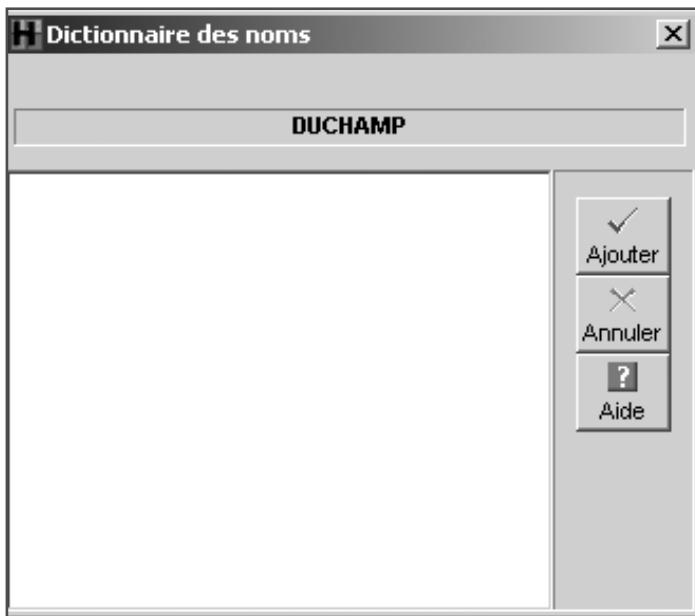 Dictionnaire des noms
DUCHAMP
Ajouter
Annuler
? 
Aide